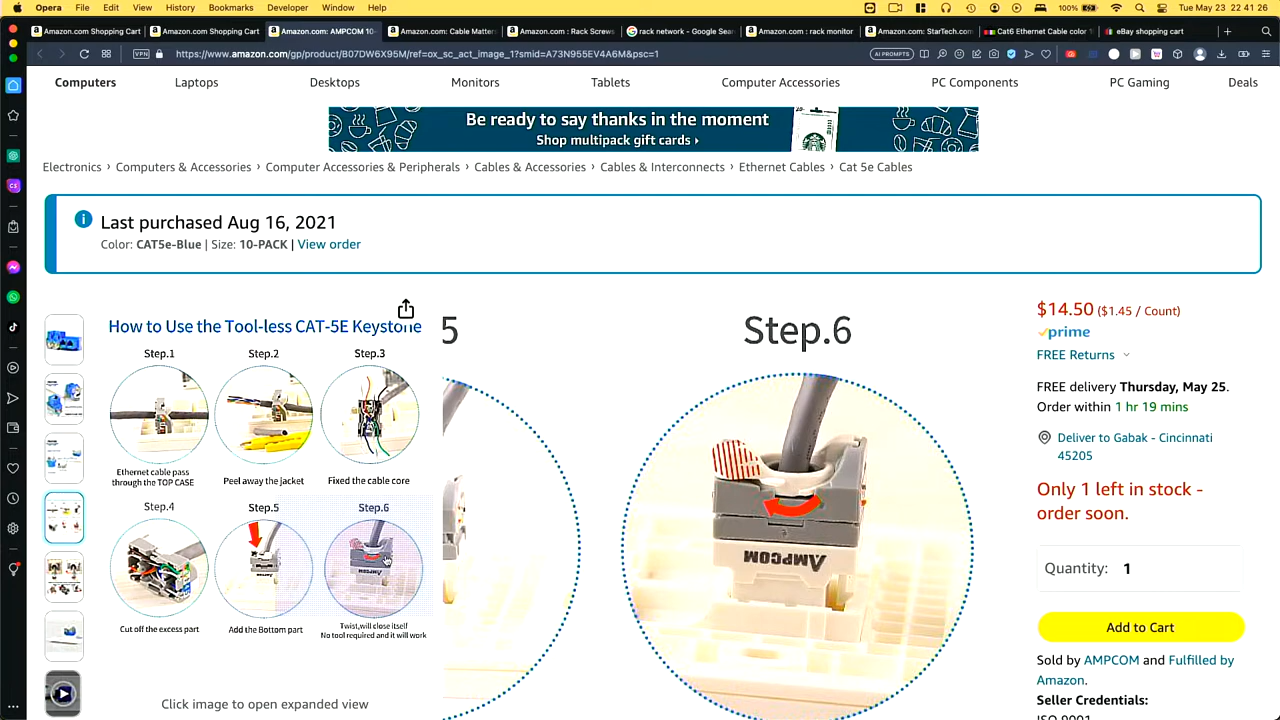 Opera File Edit View History Bookmarks Developer Window Help 100% Tue May 23 22 41 26
Amazon.com Shopping Cart Amazon.com Shopping Cart Amazon.com: AMPCOM 10- Amazon.com: Cable Matter Amazon.com : Rack Screws rack network - Google Sear Amazon.com : rack monitor Amazon.com: StarTech.com Cat6 Ethernet Cable color eBay shopping cart
VPN https://www.amazon.com/gp/product/B07DW6X95M/ref=ox_sc_act_image_1?smid=A73N955EV4A6M&psc=1 AI PROMPTS
Computers Laptops Desktops Monitors Tablets Computer Accessories PC Components PC Gaming Deals
Be ready to say thanks in the moment
Shop multipack gift cards ›
Electronics › Computers & Accessories › Computer Accessories & Peripherals › Cables & Accessories › Cables & Interconnects › Ethernet Cables › Cat 5e Cables
Last purchased Aug 16, 2021
Color: CAT5e-Blue | Size: 10-PACK | View order
How to Use the Tool-less CAT-5E Keystone
Step.1 Step.2 Step.3
Ethernet cable pass
through the TOP CASE
Peel away the jacket
Fixed the cable core
Step.4 Step.5 Step.6
Cut off the excess part
Add the Bottom part
Twist,will close itself
No tool required and it will work
Click image to open expanded view
5 Step.6
AMPCOM
$14.50 ($1.45 / Count)
prime
FREE Returns
FREE delivery Thursday, May 25.
Order within 1 hr 19 mins
Deliver to Gabak - Cincinnati
45205
Only 1 left in stock -
order soon.
Quantity: 1
Add to Cart
Sold by AMPCOM and Fulfilled by
Amazon.
Seller Credentials:
ISO 9001